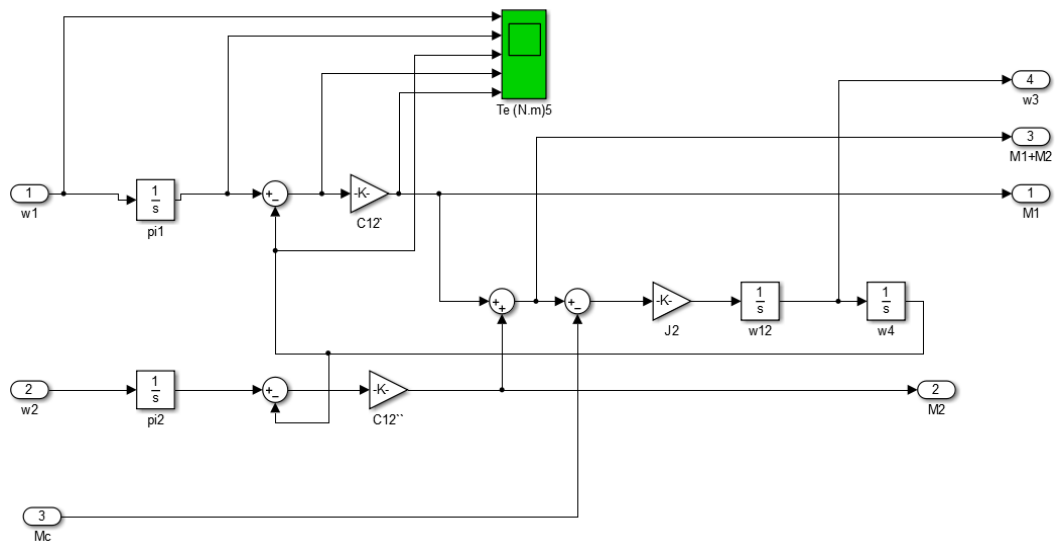 Te (N.m)5
4
w3
3
M1+M2
1
w1
1
s
pi1
+
−
-K-
C12`
1
M1
+
+
+
−
-K-
J2
1
s
w12
1
s
w4
2
w2
1
s
pi2
+
−
-K-
C12``
2
M2
3
Mc